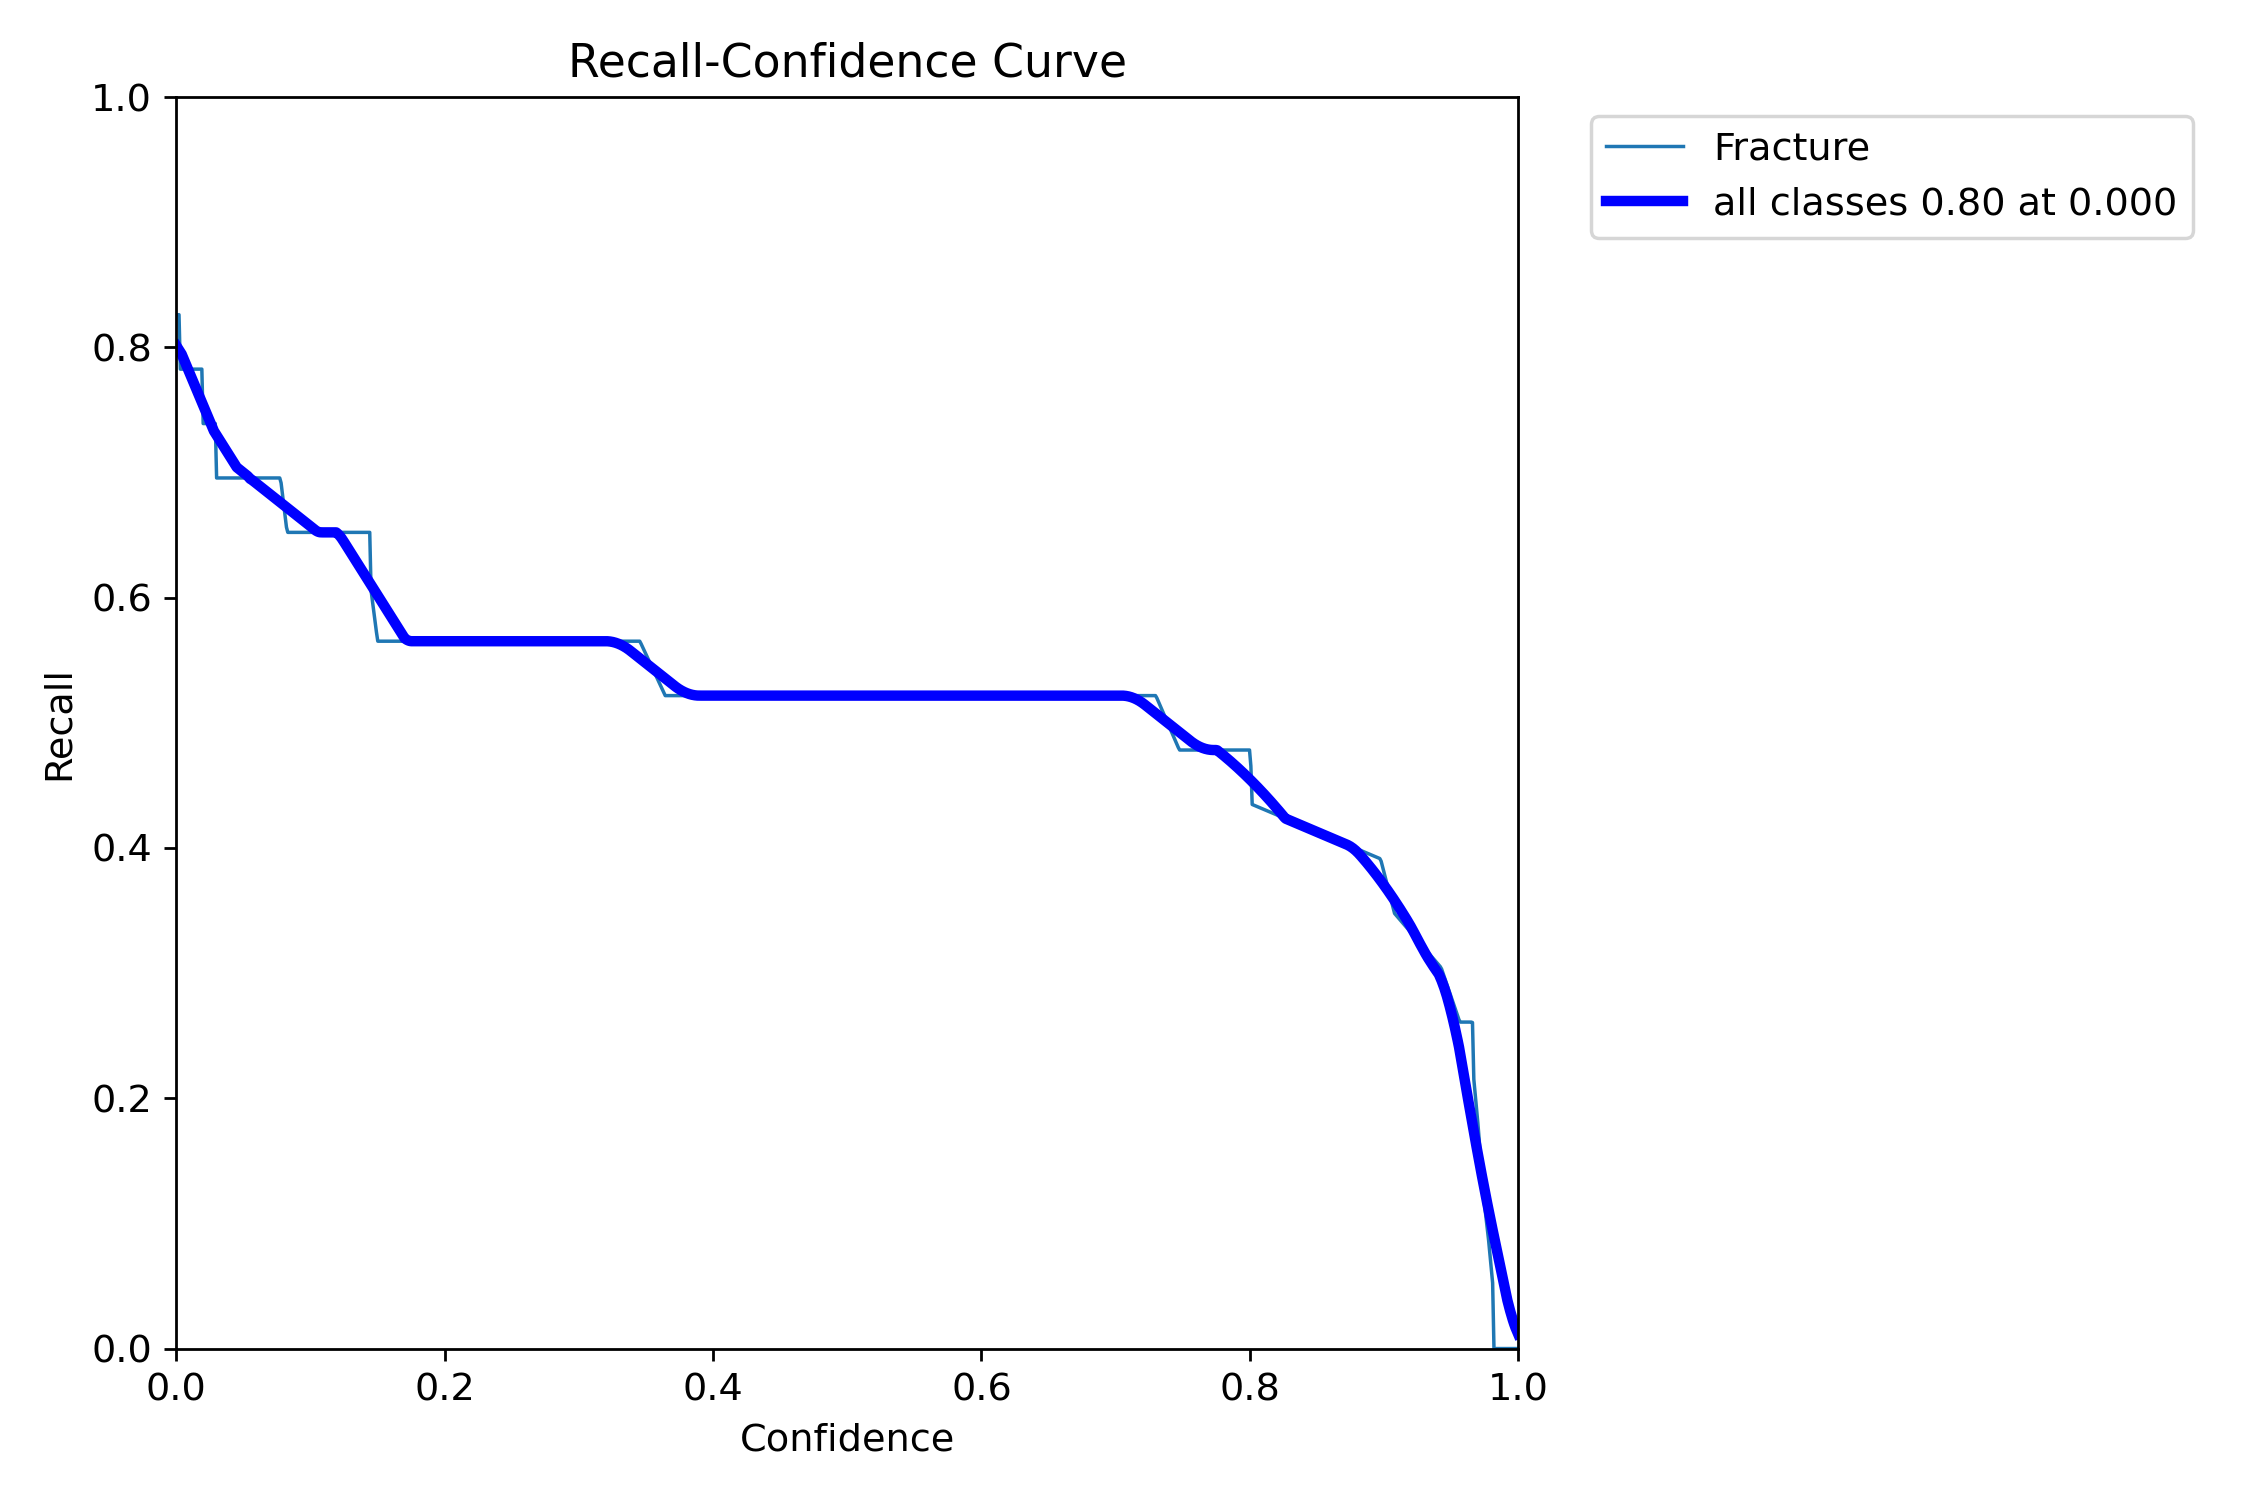 Recall-Confidence Curve
1.0
0.8
0.6
0.4
0.2
0.0
Recall
0.0 0.2 0.4 0.6 0.8 1.0
Confidence
Fracture
all classes 0.80 at 0.000